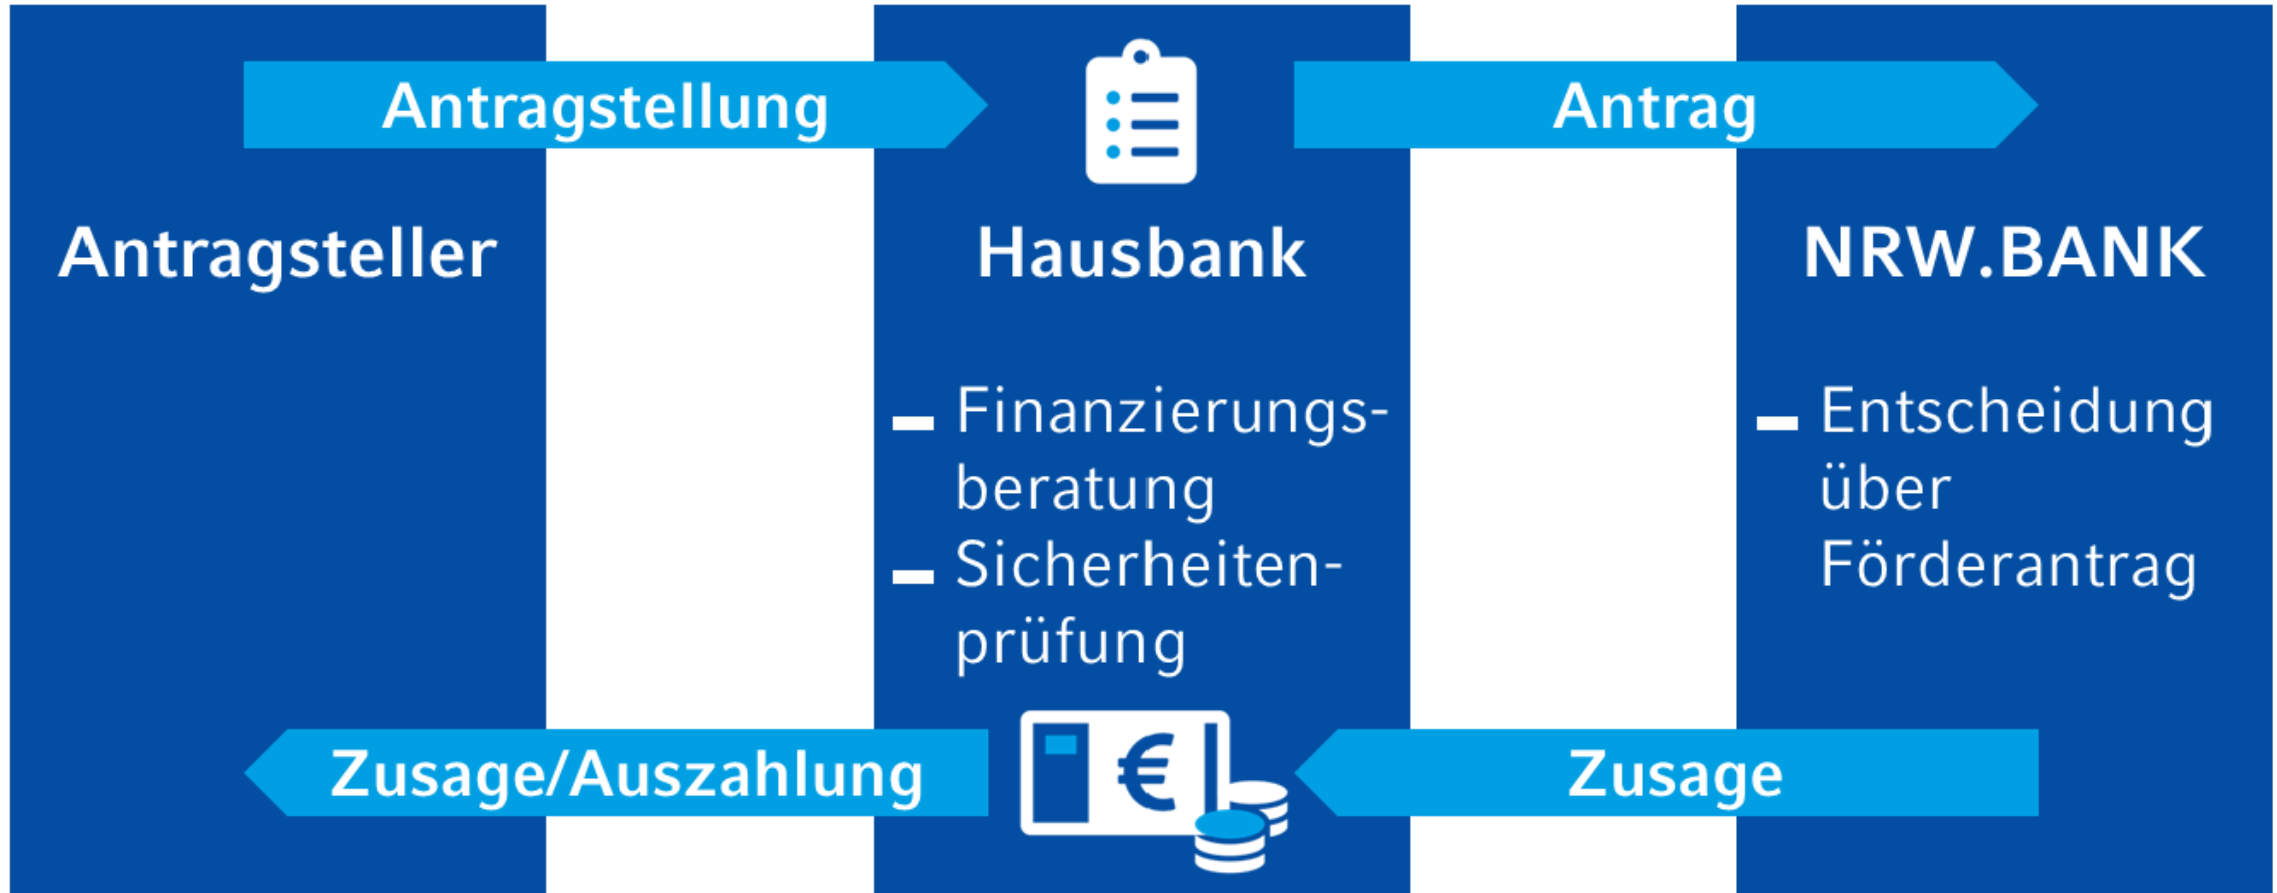 Antragstellung
Antrag
Antragsteller
Hausbank
NRW.BANK
Finanzierungs-
beratung
Sicherheiten-
prüfung
Entscheidung
über
Förderantrag
Zusage/Auszahlung
€
Zusage